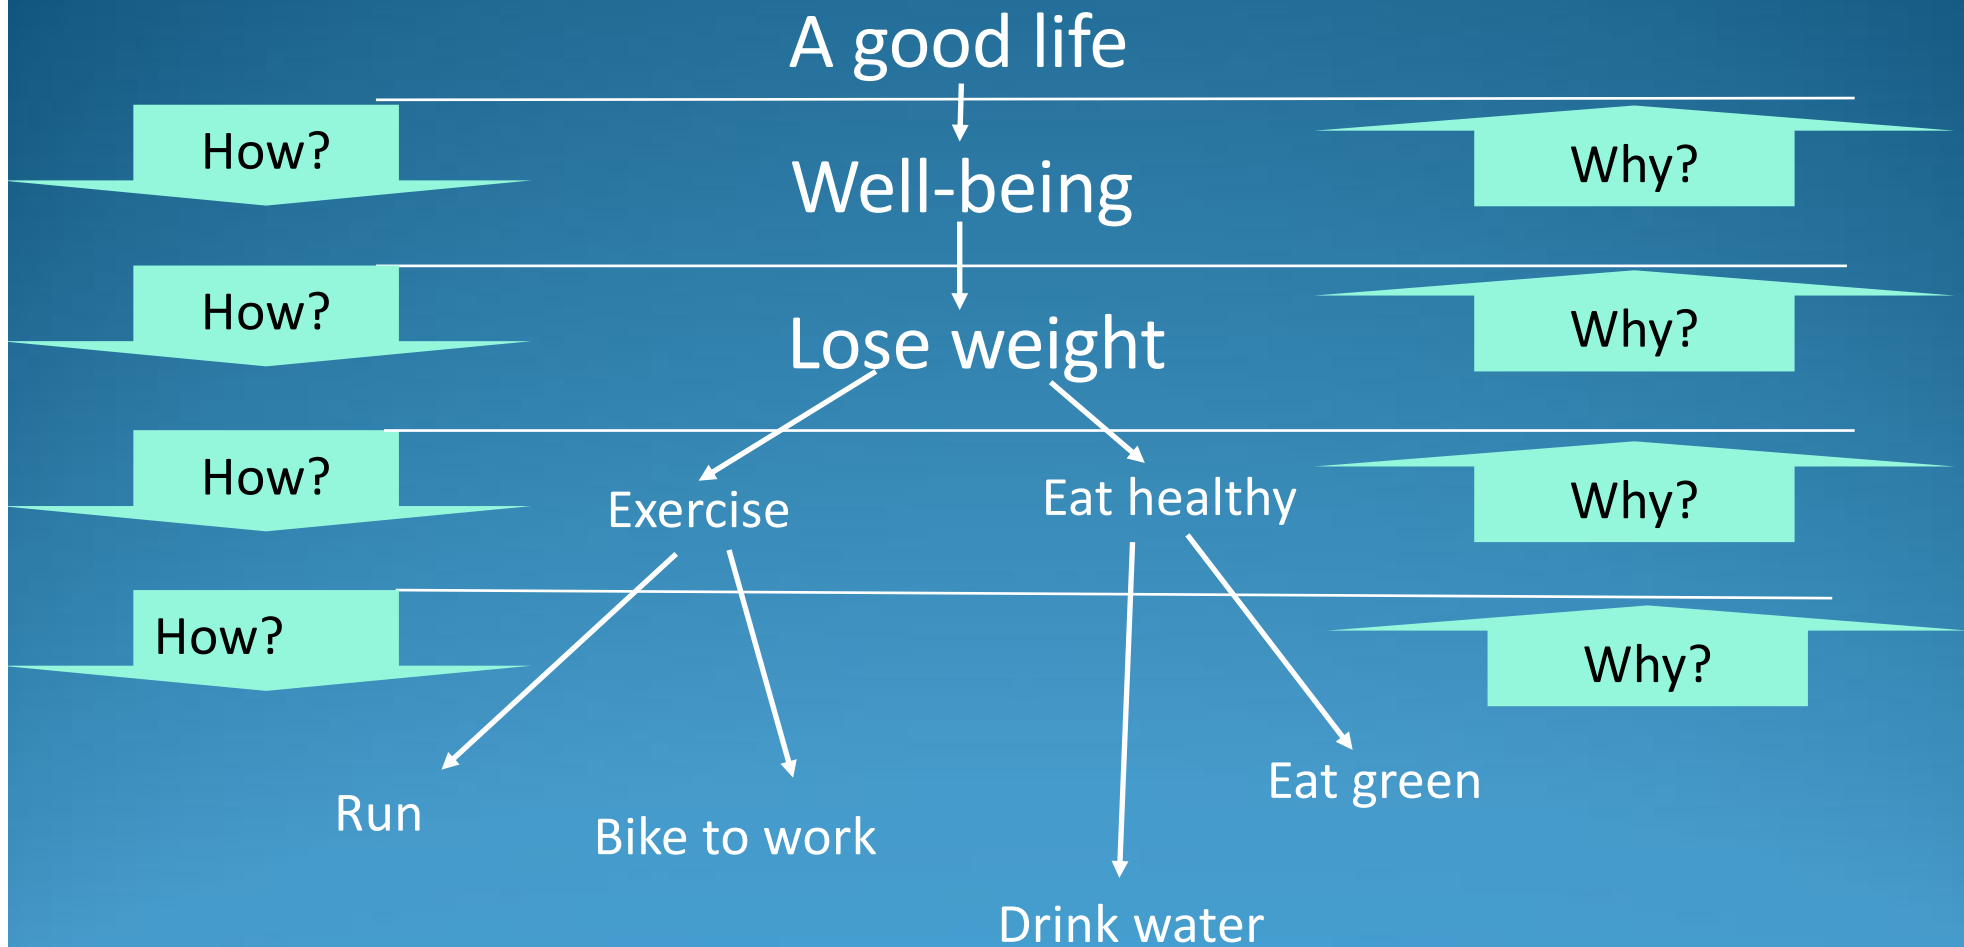 A good life
How?
Why?
Well-being
How?
Why?
Lose weight
How?
Why?
Exercise
Eat healthy
How?
Why?
Run
Bike to work
Eat green
Drink water